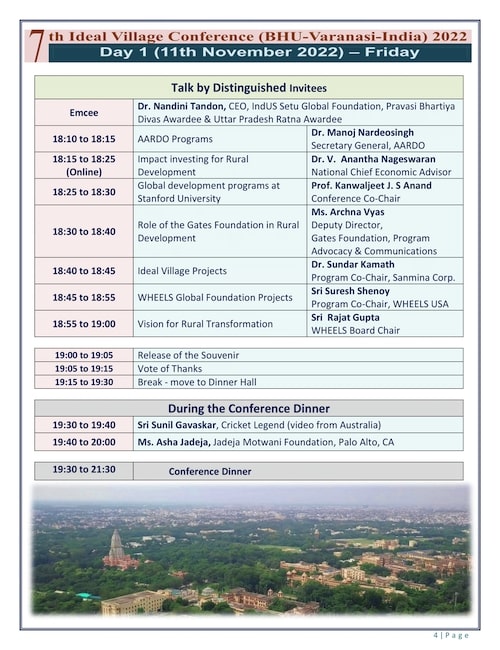 7th Ideal Village Conference (BHU-Varanasi-India) 2022
Day 1 (11th November 2022) – Friday
Talk by Distinguished Invitees
Emcee
Dr. Nandini Tandon, CEO, IndUS Setu Global Foundation, Pravasi Bhartiya
Divas Awardee & Uttar Pradesh Ratna Awardee
18:10 to 18:15
AARDO Programs
Dr. Manoj Nardeosingh
Secretary General, AARDO
18:15 to 18:25
(Online)
Impact investing for Rural
Development
Dr. V. Anantha Nageswaran
National Chief Economic Advisor
18:25 to 18:30
Global development programs at
Stanford University
Prof. Kanwaljeet J. S Anand
Conference Co-Chair
18:30 to 18:40
Role of the Gates Foundation in Rural
Development
Ms. Archna Vyas
Deputy Director,
Gates Foundation, Program
Advocacy & Communications
18:40 to 18:45
Ideal Village Projects
Dr. Sundar Kamath
Program Co-Chair, Sanmina Corp.
18:45 to 18:55
WHEELS Global Foundation Projects
Sri Suresh Shenoy
Program Co-Chair, WHEELS USA
18:55 to 19:00
Vision for Rural Transformation
Sri Rajat Gupta
WHEELS Board Chair
19:00 to 19:05
Release of the Souvenir
19:05 to 19:15
Vote of Thanks
19:15 to 19:30
Break - move to Dinner Hall
During the Conference Dinner
19:30 to 19:40
Sri Sunil Gavaskar, Cricket Legend (video from Australia)
19:40 to 20:00
Ms. Asha Jadeja, Jadeja Motwani Foundation, Palo Alto, CA
19:30 to 21:30
Conference Dinner
4 | Page